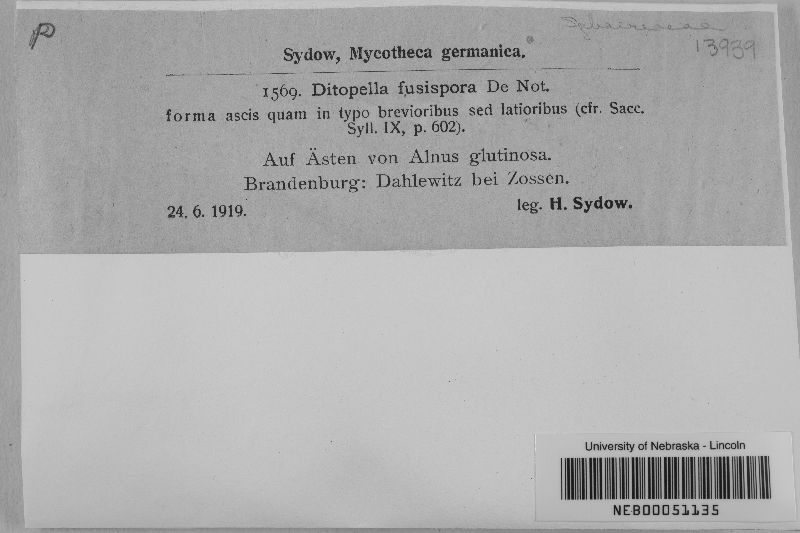 P
Sphaeriaceae
13939
Sydow, Mycotheca germanica.
1569. Ditopella fusispora De Not.
forma ascis quam in typo brevioribus sed latioribus (cfr. Sacc.
Syll. IX, p. 602).
Auf Ästen von Alnus glutinosa.
Brandenburg: Dahlewitz bei Zossen.
24. 6. 1919.
leg. H. Sydow.
University of Nebraska - Lincoln
NEB00051135